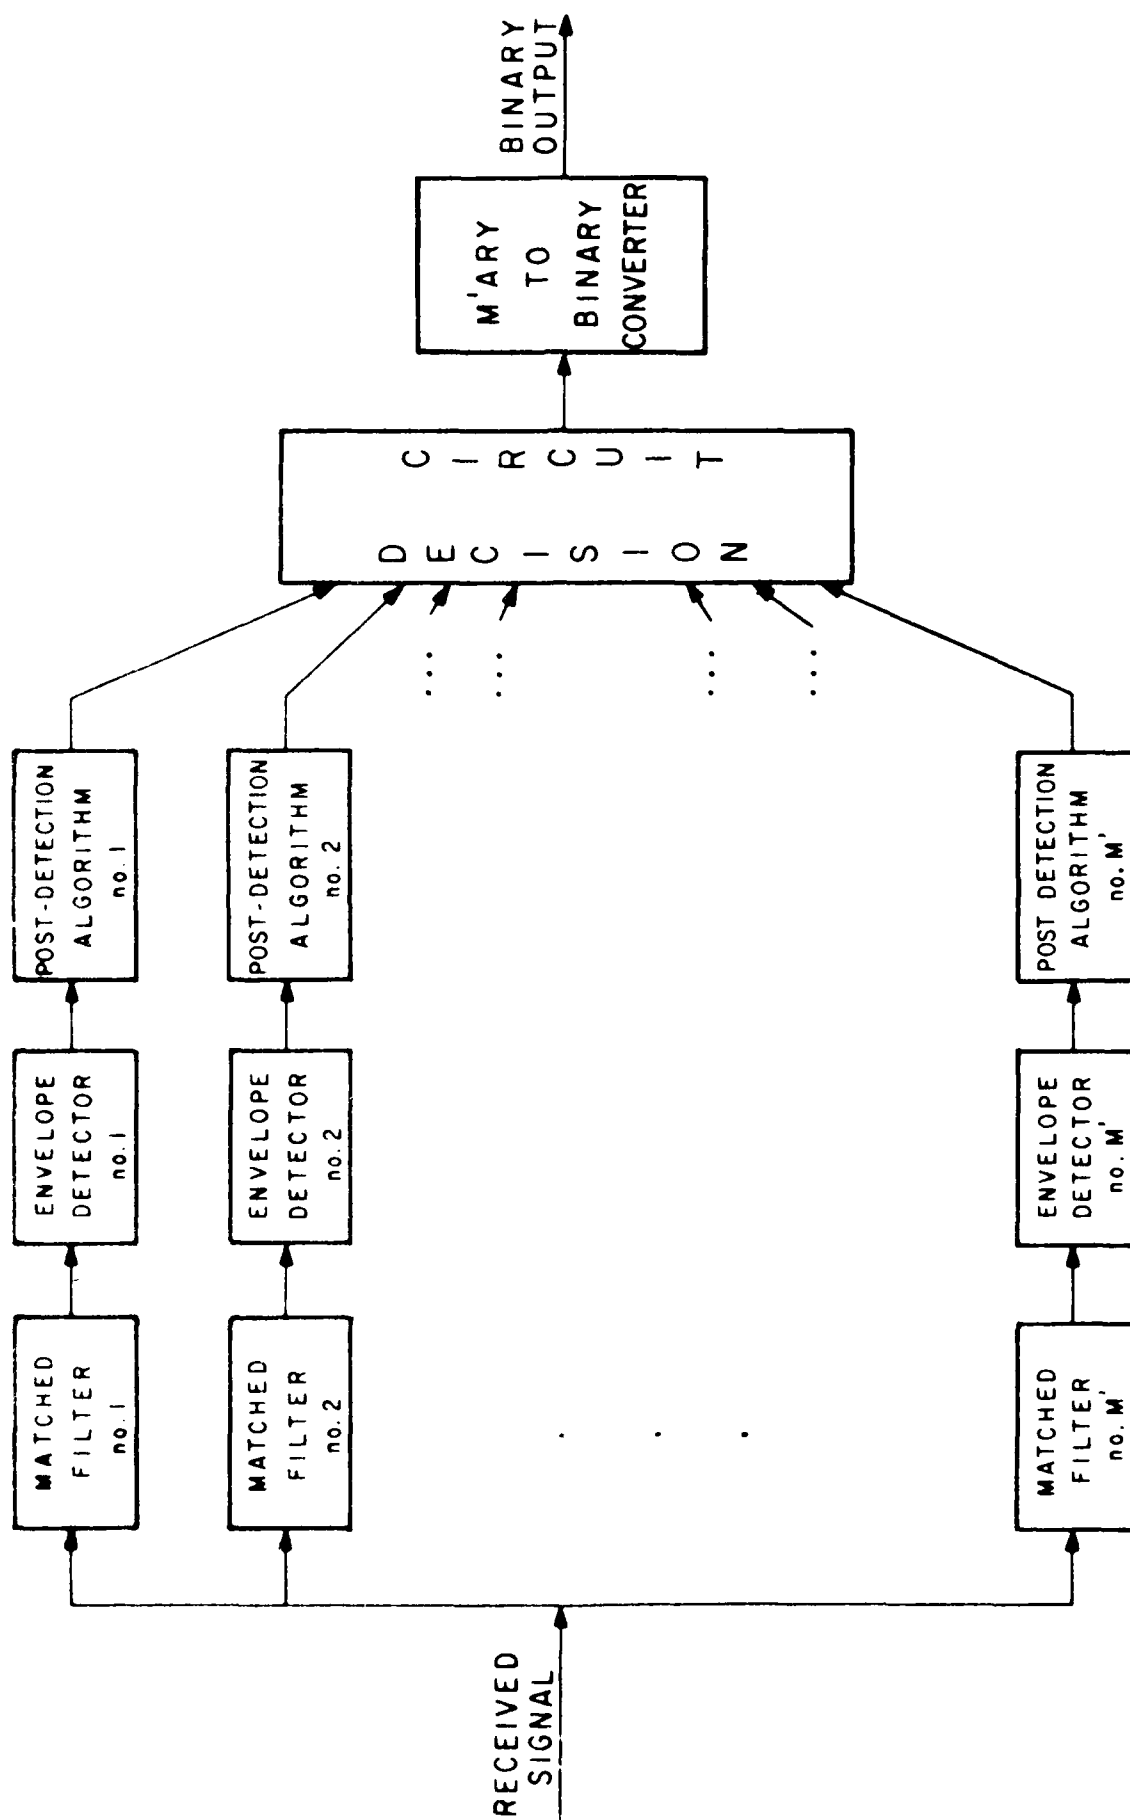 RECEIVED
SIGNAL
MATCHED
FILTER
no.1
ENVELOPE
DETECTOR
no.1
POST-DETECTION
ALGORITHM
no.1
MATCHED
FILTER
no.2
ENVELOPE
DETECTOR
no.2
POST-DETECTION
ALGORITHM
no.2
. . .
MATCHED
FILTER
no.M'
ENVELOPE
DETECTOR
no.M'
POST DETECTION
ALGORITHM
no.M'
...
...
...
...
DECISION
CIRCUIT
M'ARY
TO
BINARY
CONVERTER
BINARY
OUTPUT